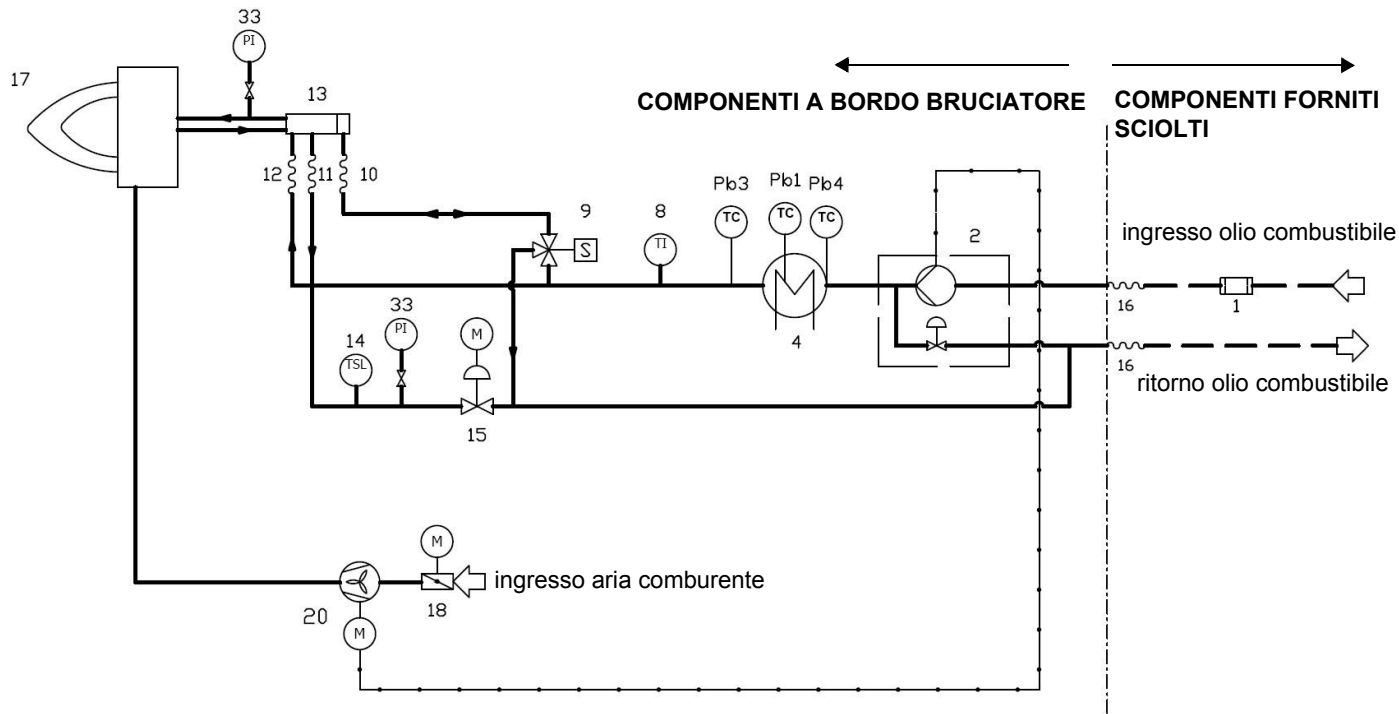 33
PI
17
13
COMPONENTI A BORDO BRUCIATORE
COMPONENTI FORNITI
SCIOLTI
12
11
10
Pb3
Pb1
Pb4
9
8
TC
TC
TC
2
S
TI
ingresso olio combustibile
16
1
4
33
14
PI
M
TSL
16
ritorno olio combustibile
15
M
ingresso aria comburente
20
18
M